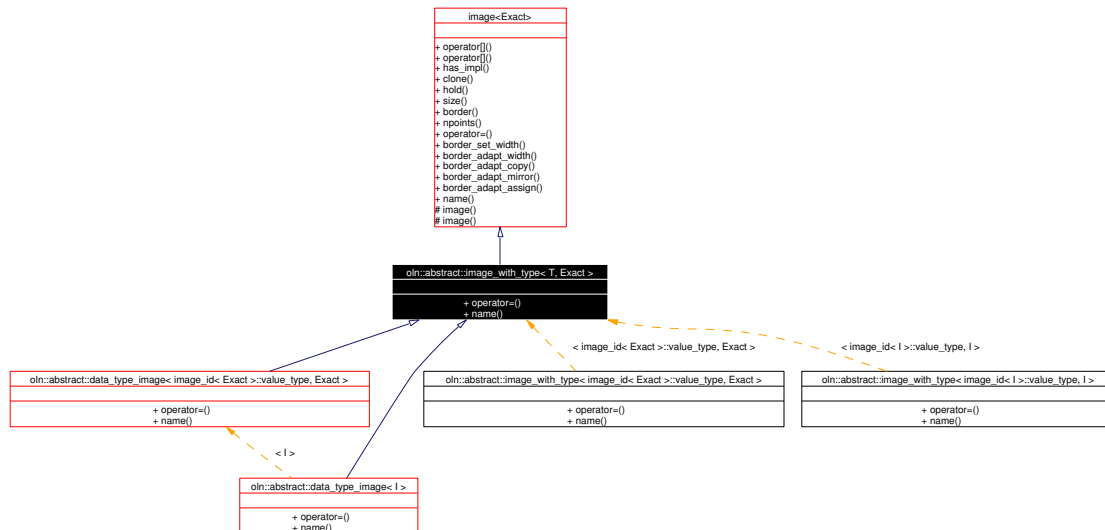 image<Exact>
+ operator[]()
+ operator[]()
+ has_impl()
+ clone()
+ hold()
+ size()
+ border()
+ npoints()
+ operator=()
+ border_set_width()
+ border_adapt_width()
+ border_adapt_copy()
+ border_adapt_mirror()
+ border_adapt_assign()
+ name()
# image()
# image()
oln::abstract::image_with_type< T, Exact >
+ operator=()
+ name()
< image_id< Exact >::value_type, Exact >
< image_id< I >::value_type, I >
oln::abstract::data_type_image< image_id< Exact >::value_type, Exact >
+ operator=()
+ name()
oln::abstract::image_with_type< image_id< Exact >::value_type, Exact >
+ operator=()
+ name()
oln::abstract::image_with_type< image_id< I >::value_type, I >
+ operator=()
+ name()
< I >
oln::abstract::data_type_image< I >
+ operator=()
+ name()